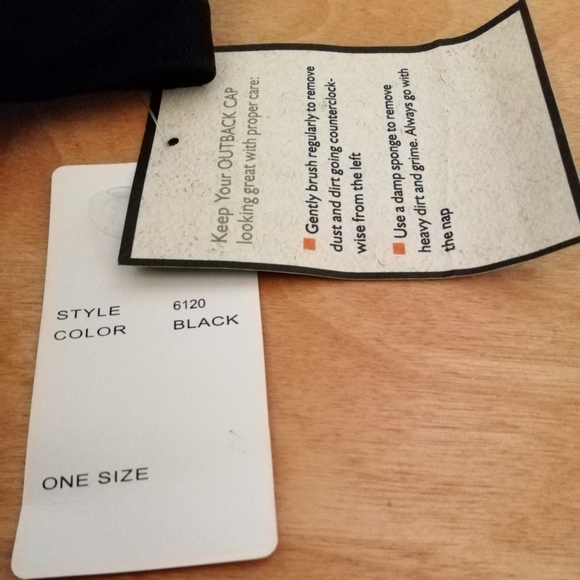 Keep Your OUTBACK CAP
looking great with proper care:
Gently brush regularly to remove
dust and dirt going counterclock-
wise from the left
Use a damp sponge to remove
heavy dirt and grime. Always go with
the nap
STYLE 6120
COLOR BLACK
ONE SIZE